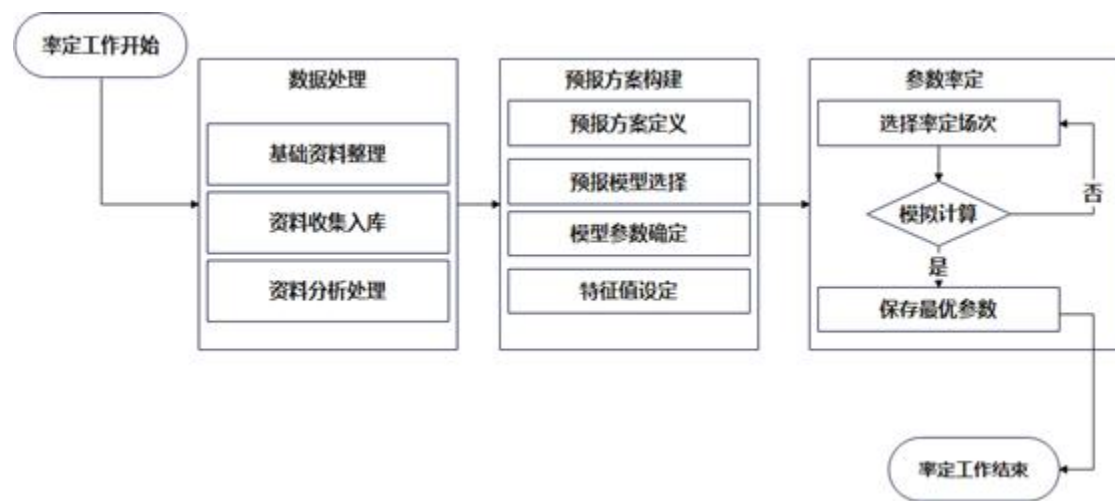 率定工作开始
数据处理
基础资料整理
资料收集入库
资料分析处理
预报方案构建
预报方案定义
预报模型选择
模型参数确定
特征值设定
参数率定
选择率定场次
模拟计算
否
是
保存最优参数
率定工作结束